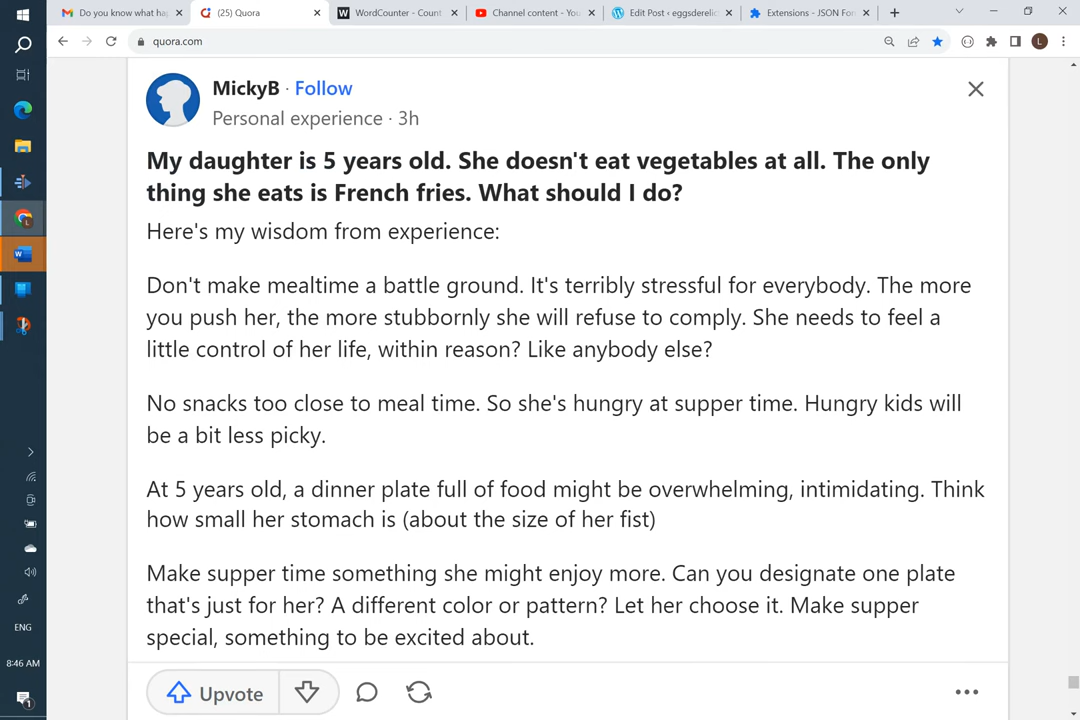 Do you know what ha
(25) Quora
WordCounter - Count
Channel content - You
Edit Post ‹ eggsderelic
Extensions - JSON For
quora.com
L
MickyB · Follow
Personal experience · 3h
My daughter is 5 years old. She doesn't eat vegetables at all. The only
thing she eats is French fries. What should I do?
Here's my wisdom from experience:
Don't make mealtime a battle ground. It's terribly stressful for everybody. The more
you push her, the more stubbornly she will refuse to comply. She needs to feel a
little control of her life, within reason? Like anybody else?
No snacks too close to meal time. So she's hungry at supper time. Hungry kids will
be a bit less picky.
At 5 years old, a dinner plate full of food might be overwhelming, intimidating. Think
how small her stomach is (about the size of her fist)
Make supper time something she might enjoy more. Can you designate one plate
that's just for her? A different color or pattern? Let her choose it. Make supper
special, something to be excited about.
Upvote
ENG
8:46 AM
1